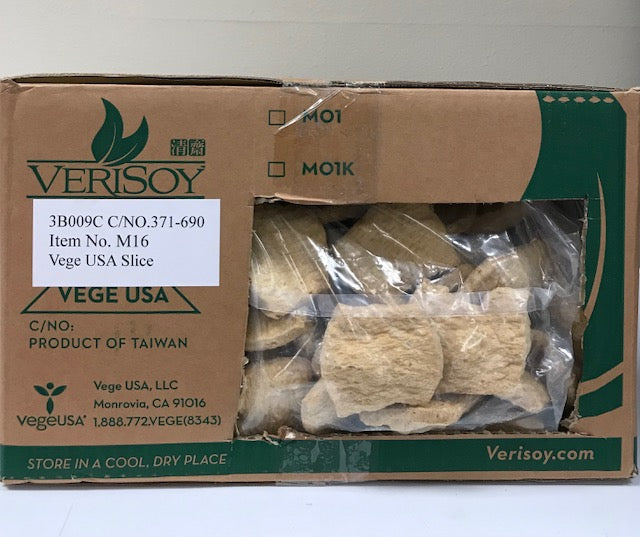 MO1
MO1K
清齋
VERISOY
3B009C C/NO.371-690
Item No. M16
Vege USA Slice
VEGE USA
C/NO:
PRODUCT OF TAIWAN
VegeUSA®
Vege USA, LLC
Monrovia, CA 91016
1.888.772.VEGE(8343)
STORE IN A COOL, DRY PLACE
Verisoy.com